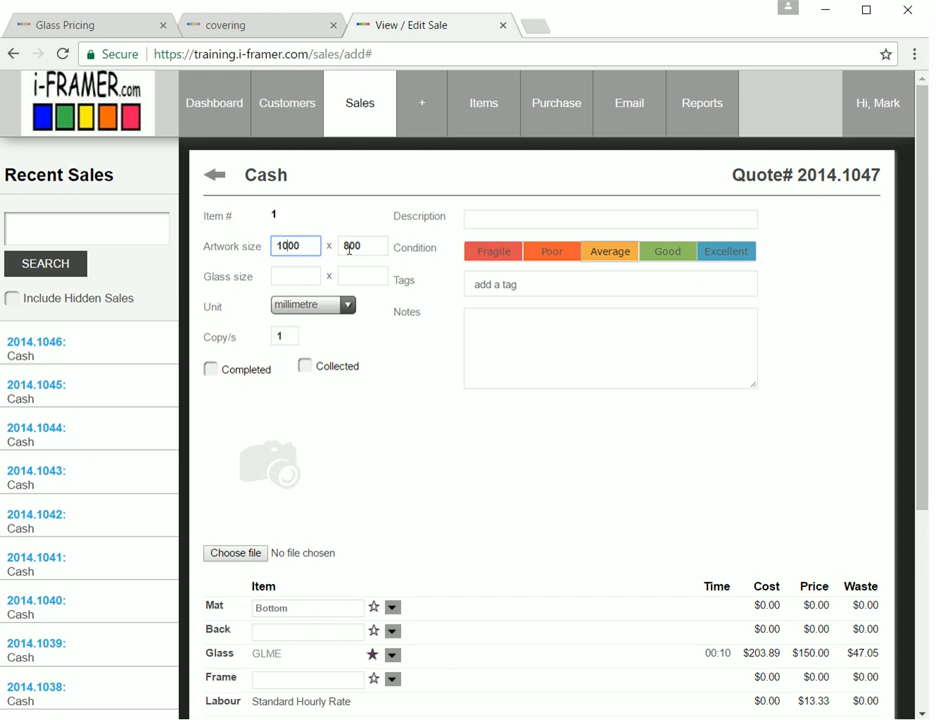 Glass Pricing
covering
View / Edit Sale
Secure
https://training.i-framer.com/sales/add#
i-FRAMER.com
Dashboard
Customers
Sales
+
Items
Purchase
Email
Reports
Hi, Mark
Recent Sales
SEARCH
Include Hidden Sales
2014.1046:
Cash
2014.1045:
Cash
2014.1044:
Cash
2014.1043:
Cash
2014.1042:
Cash
2014.1041:
Cash
2014.1040:
Cash
2014.1039:
Cash
2014.1038:
Cash
Cash
Quote# 2014.1047
Item # 1
Artwork size 1000 x 800
Glass size x
Unit millimetre
Copy/s 1
Completed Collected
Description
Condition Fragile Poor Average Good Excellent
Tags add a tag
Notes
Choose file No file chosen
Item Time Cost Price Waste
Mat Bottom $0.00 $0.00 $0.00
Back $0.00 $0.00 $0.00
Glass GLME 00:10 $203.89 $150.00 $47.05
Frame $0.00 $0.00 $0.00
Labour Standard Hourly Rate $0.00 $13.33 $0.00